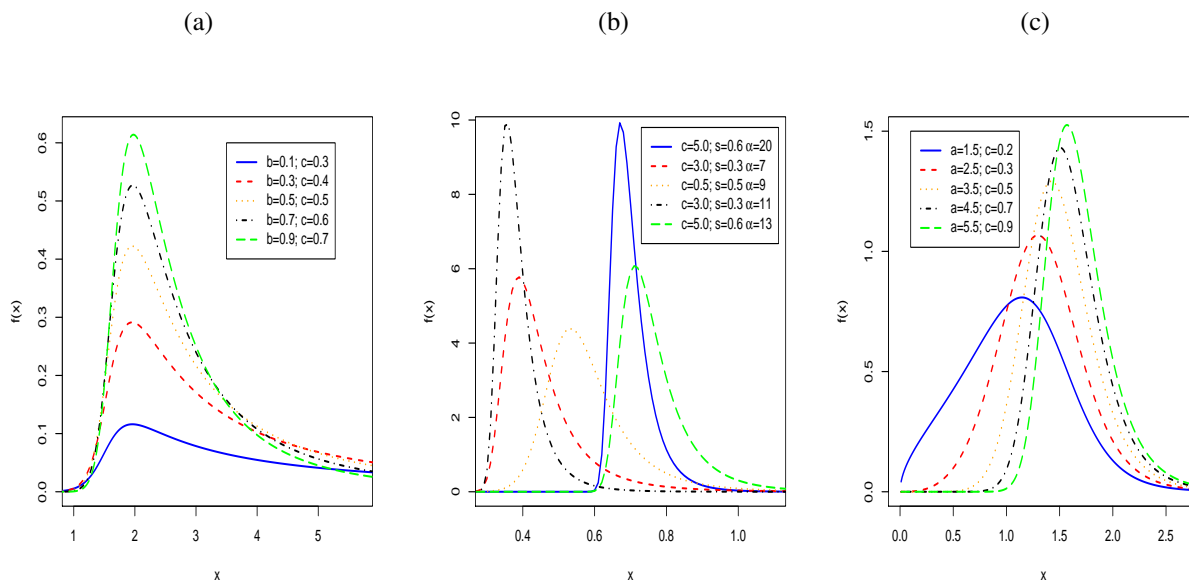 (a)
(b)
(c)
f(x)
0.0 0.1 0.2 0.3 0.4 0.5 0.6
b=0.1; c=0.3
b=0.3; c=0.4
b=0.5; c=0.5
b=0.7; c=0.6
b=0.9; c=0.7
1 2 3 4 5
x
f(x)
0 2 4 6 8 10
c=5.0; s=0.6 α=20
c=3.0; s=0.3 α=7
c=0.5; s=0.5 α=9
c=3.0; s=0.3 α=11
c=5.0; s=0.6 α=13
0.4 0.6 0.8 1.0
x
f(x)
0.0 0.5 1.0 1.5
a=1.5; c=0.2
a=2.5; c=0.3
a=3.5; c=0.5
a=4.5; c=0.7
a=5.5; c=0.9
0.0 0.5 1.0 1.5 2.0 2.5
x